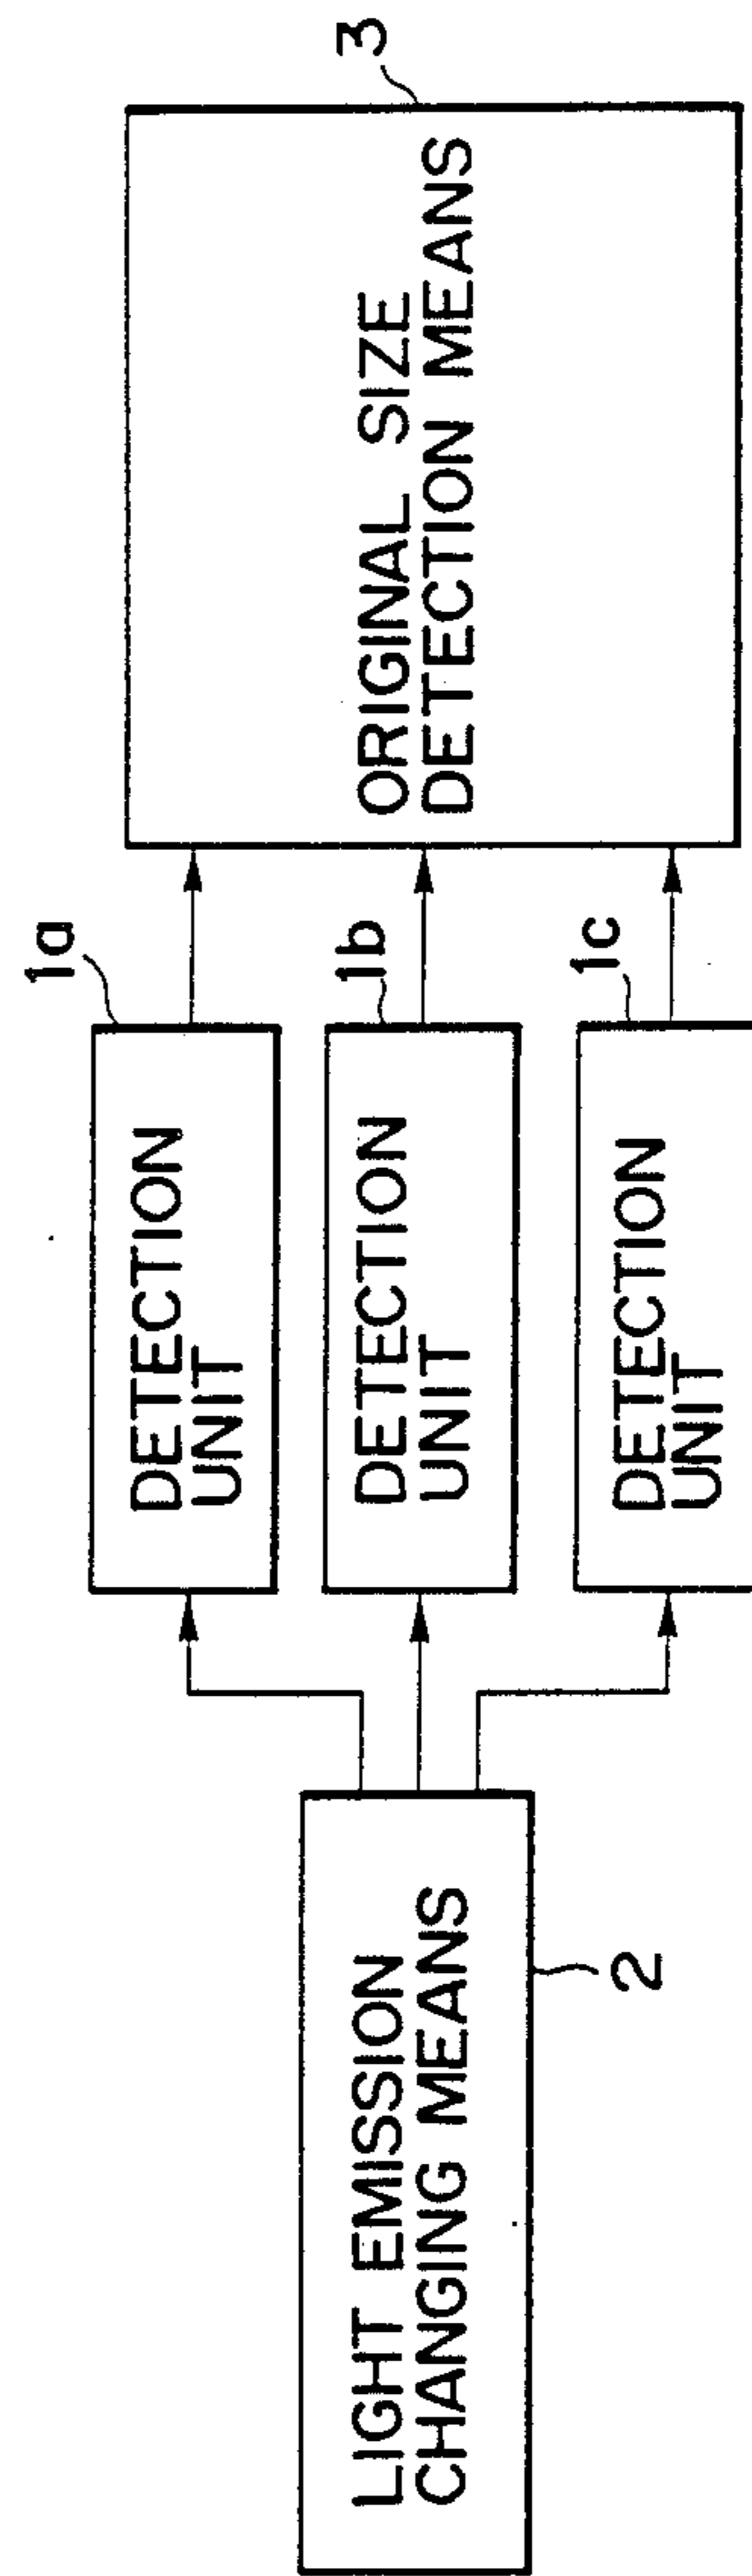 LIGHT EMISSION
CHANGING MEANS
2
DETECTION
UNIT
1a
DETECTION
UNIT
1b
DETECTION
UNIT
1c
ORIGINAL SIZE
DETECTION MEANS
3